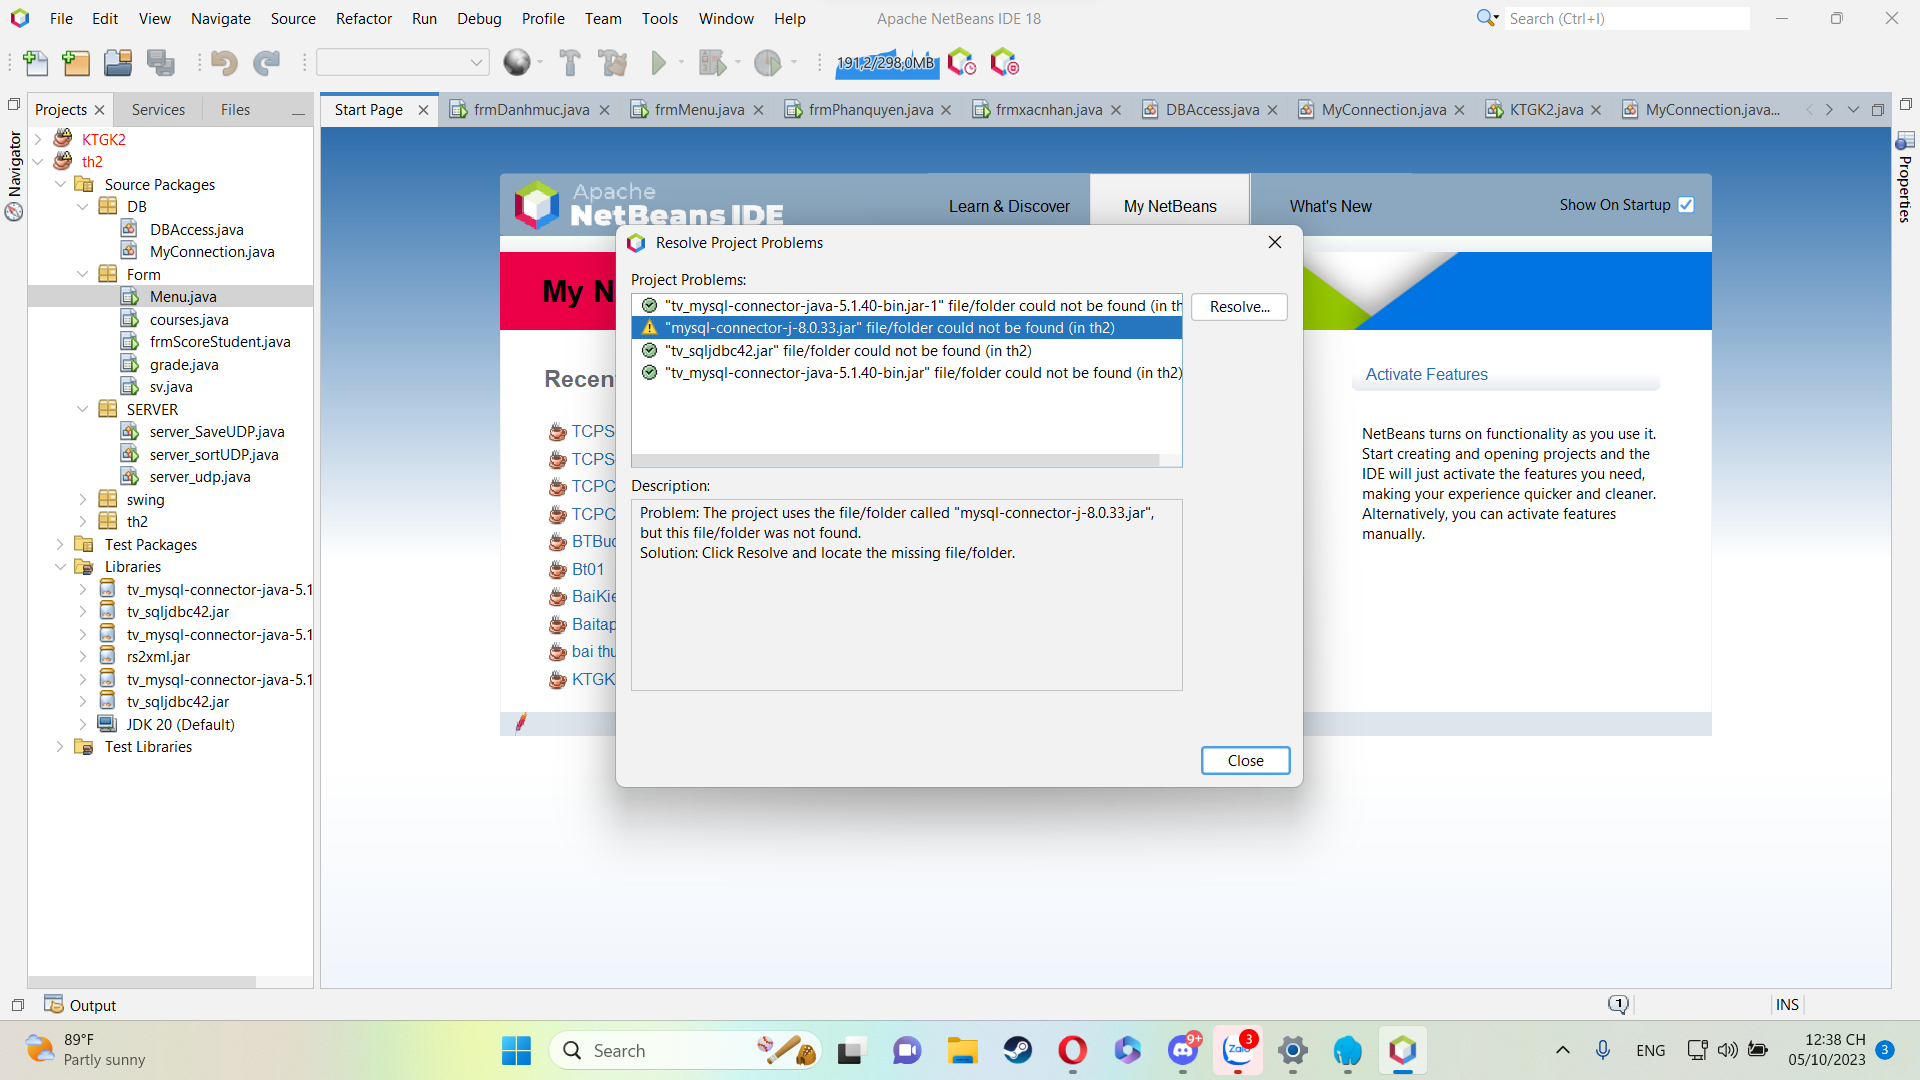 File Edit View Navigate Source Refactor Run Debug Profile Team Tools Window Help
Apache NetBeans IDE 18
Search (Ctrl+I)
191,2/298,0MB
Projects
Services
Files
Start Page
frmDanhmuc.java
frmMenu.java
frmPhanquyen.java
frmxacnhan.java
DBAccess.java
MyConnection.java
KTGK2.java
MyConnection.java...
Navigator
Properties
KTGK2
th2
Source Packages
DB
DBAccess.java
MyConnection.java
Form
Menu.java
courses.java
frmScoreStudent.java
grade.java
sv.java
SERVER
server_SaveUDP.java
server_sortUDP.java
server_udp.java
swing
th2
Test Packages
Libraries
tv_mysql-connector-java-5.1
tv_sqljdbc42.jar
tv_mysql-connector-java-5.1
rs2xml.jar
tv_mysql-connector-java-5.1
tv_sqljdbc42.jar
JDK 20 (Default)
Test Libraries
Apache
NetBeans IDE
Learn & Discover
My NetBeans
What's New
Show On Startup
My N
Recen
TCPS
TCPS
TCPC
TCPC
BTBuc
Bt01
BaiKie
Baitap
bai thu
KTGK
Activate Features
NetBeans turns on functionality as you use it.
Start creating and opening projects and the
IDE will just activate the features you need,
making your experience quicker and cleaner.
Alternatively, you can activate features
manually.
Resolve Project Problems
Project Problems:
"tv_mysql-connector-java-5.1.40-bin.jar-1" file/folder could not be found (in th
"mysql-connector-j-8.0.33.jar" file/folder could not be found (in th2)
"tv_sqljdbc42.jar" file/folder could not be found (in th2)
"tv_mysql-connector-java-5.1.40-bin.jar" file/folder could not be found (in th2)
Resolve...
Description:
Problem: The project uses the file/folder called "mysql-connector-j-8.0.33.jar",
but this file/folder was not found.
Solution: Click Resolve and locate the missing file/folder.
Close
Output
1
INS
89°F
Partly sunny
Search
9+
Zalo
3
ENG
12:38 CH
05/10/2023
3